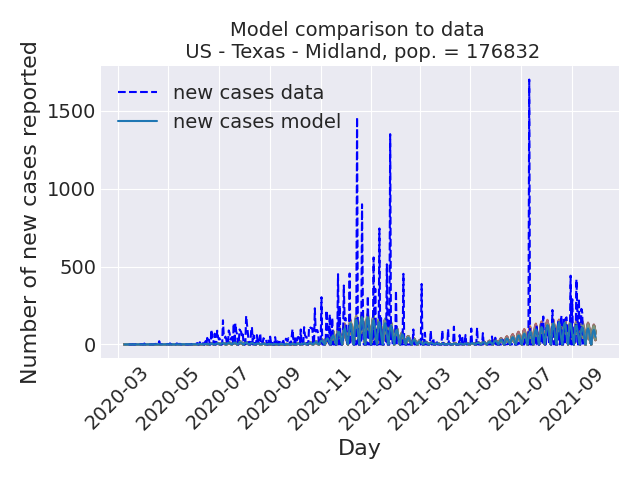 Model comparison to data
US - Texas - Midland, pop. = 176832
Number of new cases reported
1500
1000
500
0
new cases data
new cases model
2020-03
2020-05
2020-07
2020-09
2020-11
2021-01
2021-03
2021-05
2021-07
2021-09
Day